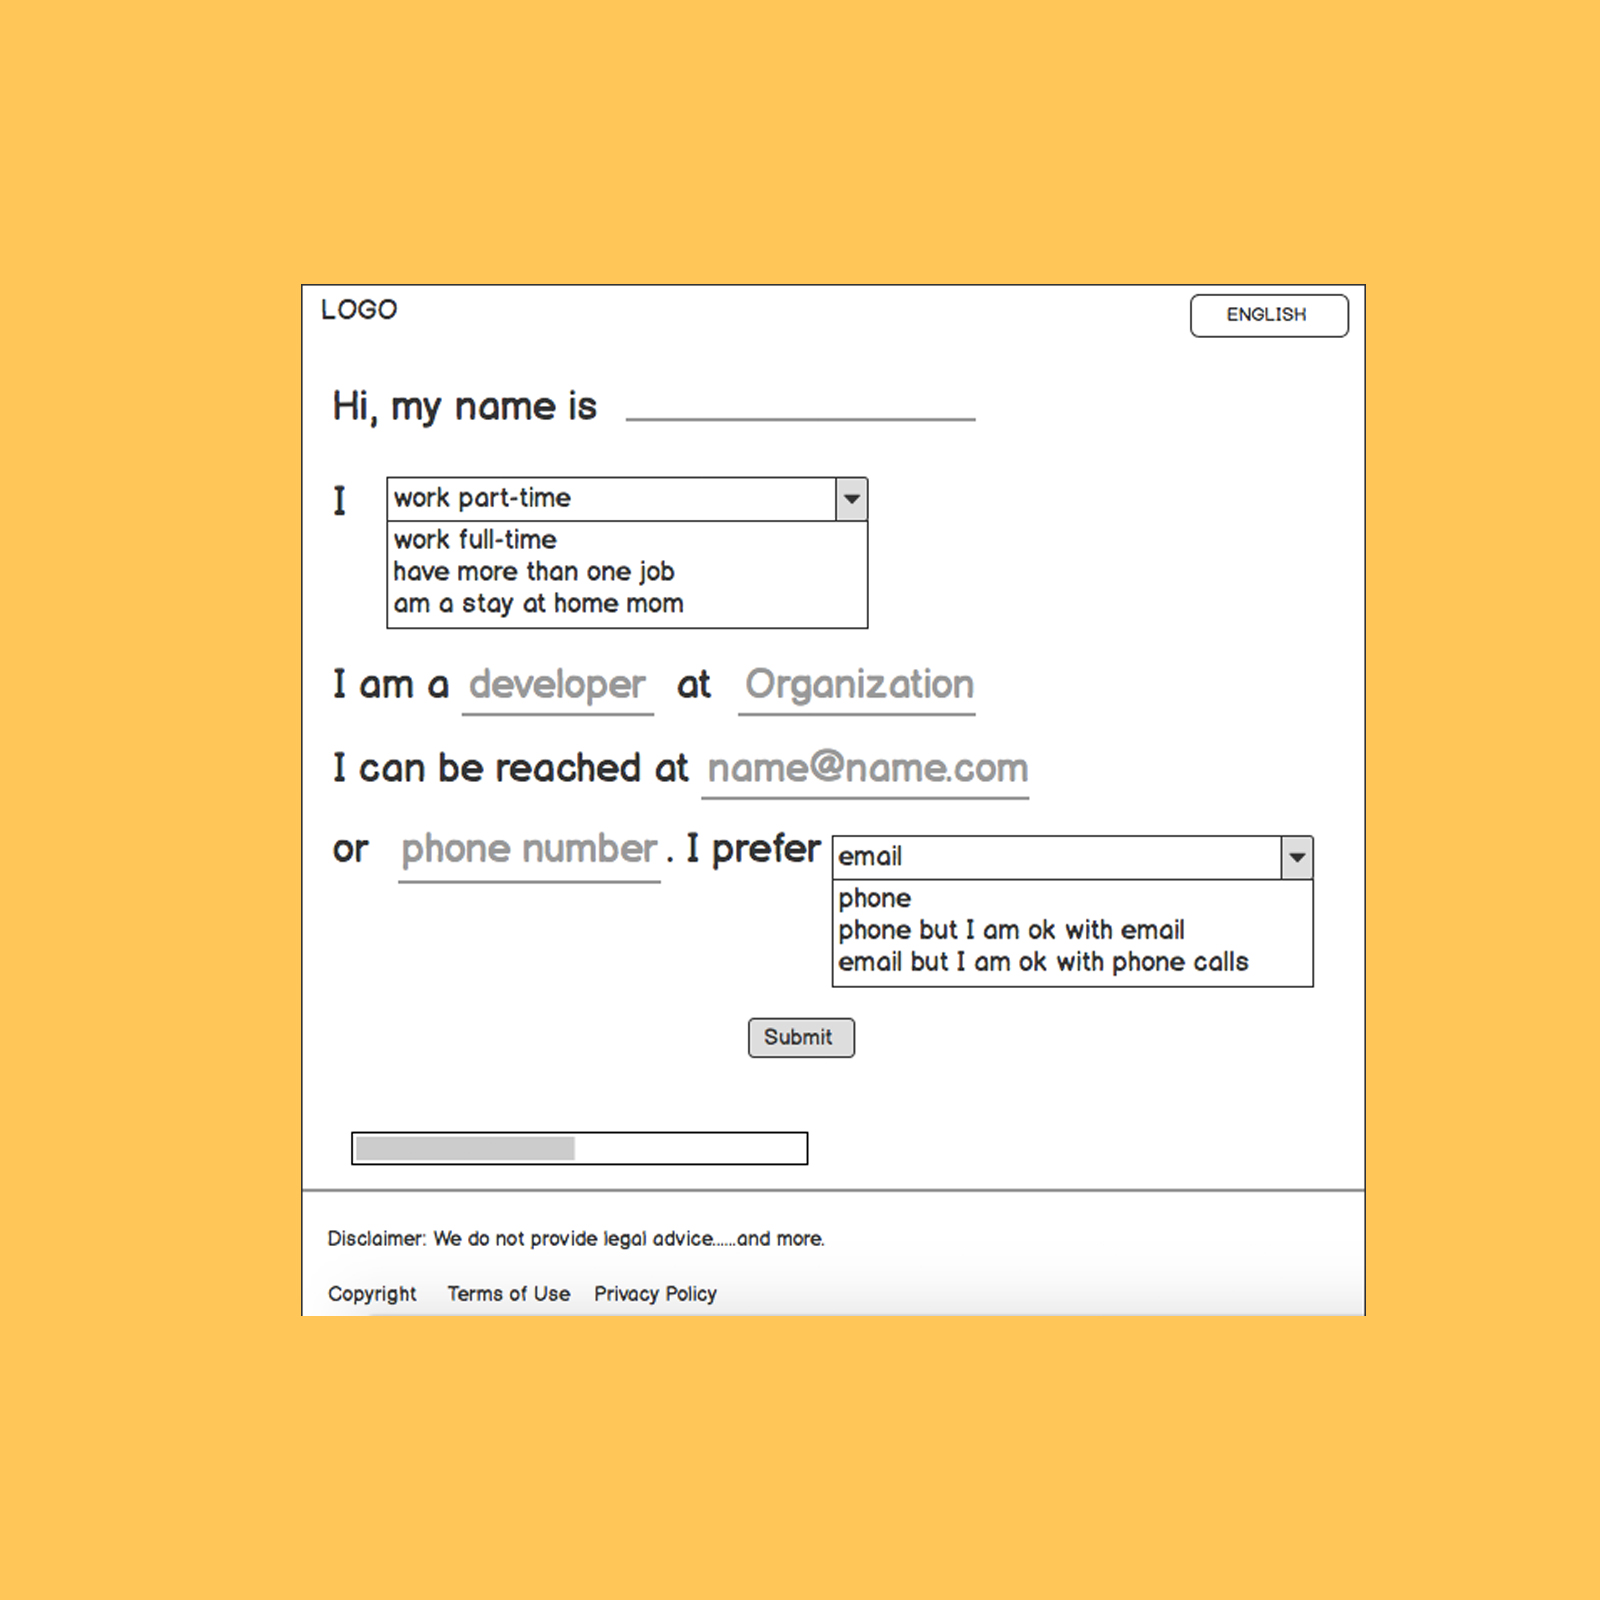 LOGO
ENGLISH
Hi, my name is
I work part-time
work full-time
have more than one job
am a stay at home mom
I am a developer at Organization
I can be reached at name@name.com
or phone number. I prefer email
phone
phone but I am ok with email
email but I am ok with phone calls
Submit
Disclaimer: We do not provide legal advice......and more.
Copyright Terms of Use Privacy Policy